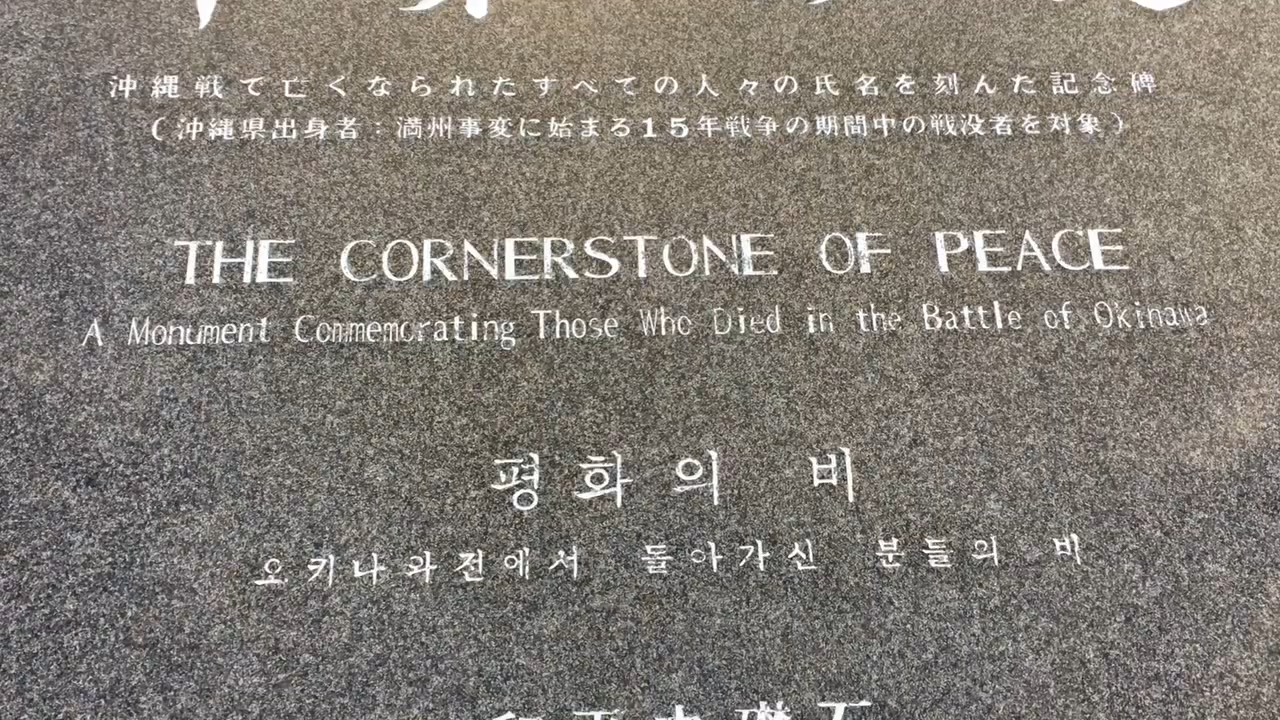 沖縄戦で亡くなられたすべての人々の氏名を刻んだ記念碑
(沖縄県出身者：満州事変に始まる15年戦争の期間中の戦没者を対象)
THE CORNERSTONE OF PEACE
A Monument Commemorating Those Who Died in the Battle of Okinawa
평화의 비
오키나와전에서 돌아가신 분들의 비